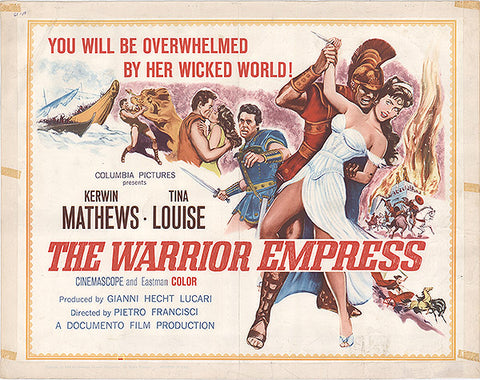 YOU WILL BE OVERWHELMED
BY HER WICKED WORLD!
COLUMBIA PICTURES
presents
KERWIN
MATHEWS •
TINA
LOUISE
THE WARRIOR EMPRESS
CINEMASCOPE and Eastman COLOR
Produced by GIANNI HECHT LUCARI
Directed by PIETRO FRANCISCI
A DOCUMENTO FILM PRODUCTION